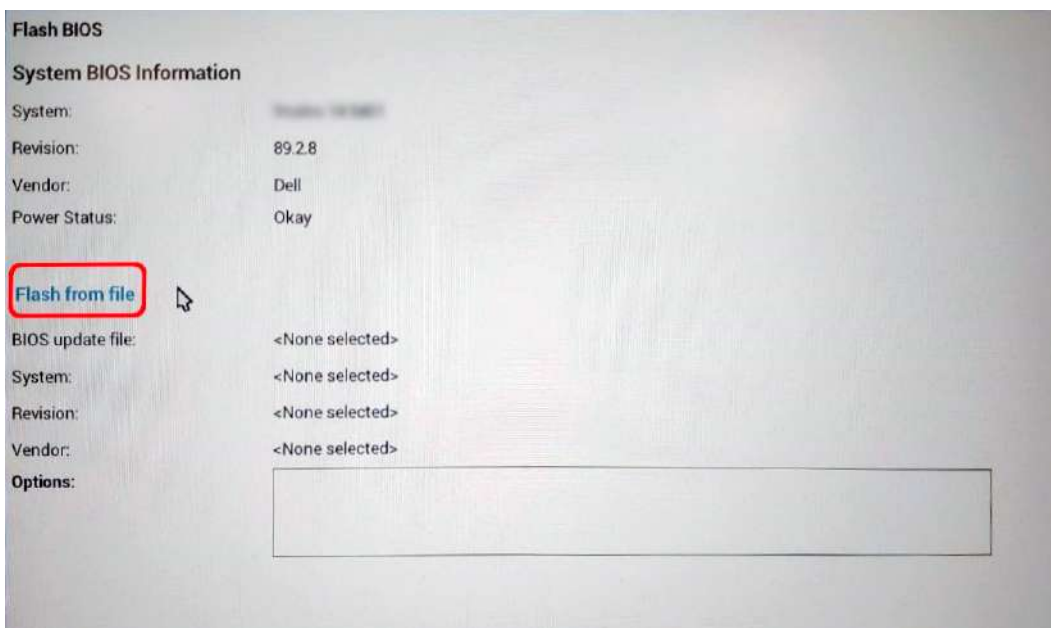 Flash BIOS
System BIOS Information
System:
Revision: 89.2.8
Vendor: Dell
Power Status: Okay
Flash from file
BIOS update file: <None selected>
System: <None selected>
Revision: <None selected>
Vendor: <None selected>
Options: